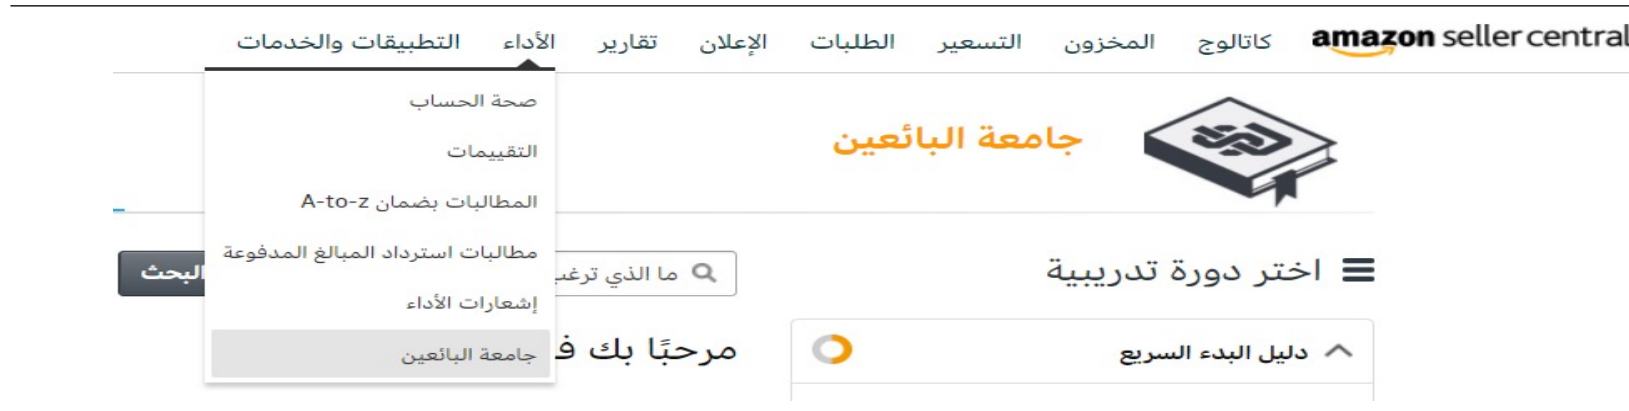 amazon seller central كاتالوج المخزون التسعير الطلبات الإعلان تقارير الأداء التطبيقات والخدمات
صحة الحساب
التقييمات
المطالبات بضمان A-to-z
مطالبات استرداد المبالغ المدفوعة
إشعارات الأداء
جامعة البائعين
جامعة البائعين
اختر دورة تدريبية
ما الذي
البحث
دليل البدء السريع
مرحبًا بك